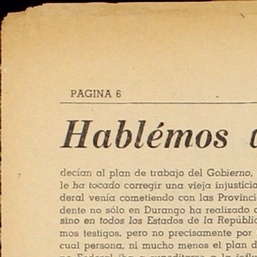 PAGINA 6
Hablémos
decían al plan de trabajo del Gobierno,
le ha tocado corregir una vieja injusticia
deral venía cometiendo con las Provinci
dente no sólo en Durango ha realizado o
sino en todos los Estados de la Repúblic
mos testigos, pero no precisamente por
cual persona, ni mucho menos el plan d